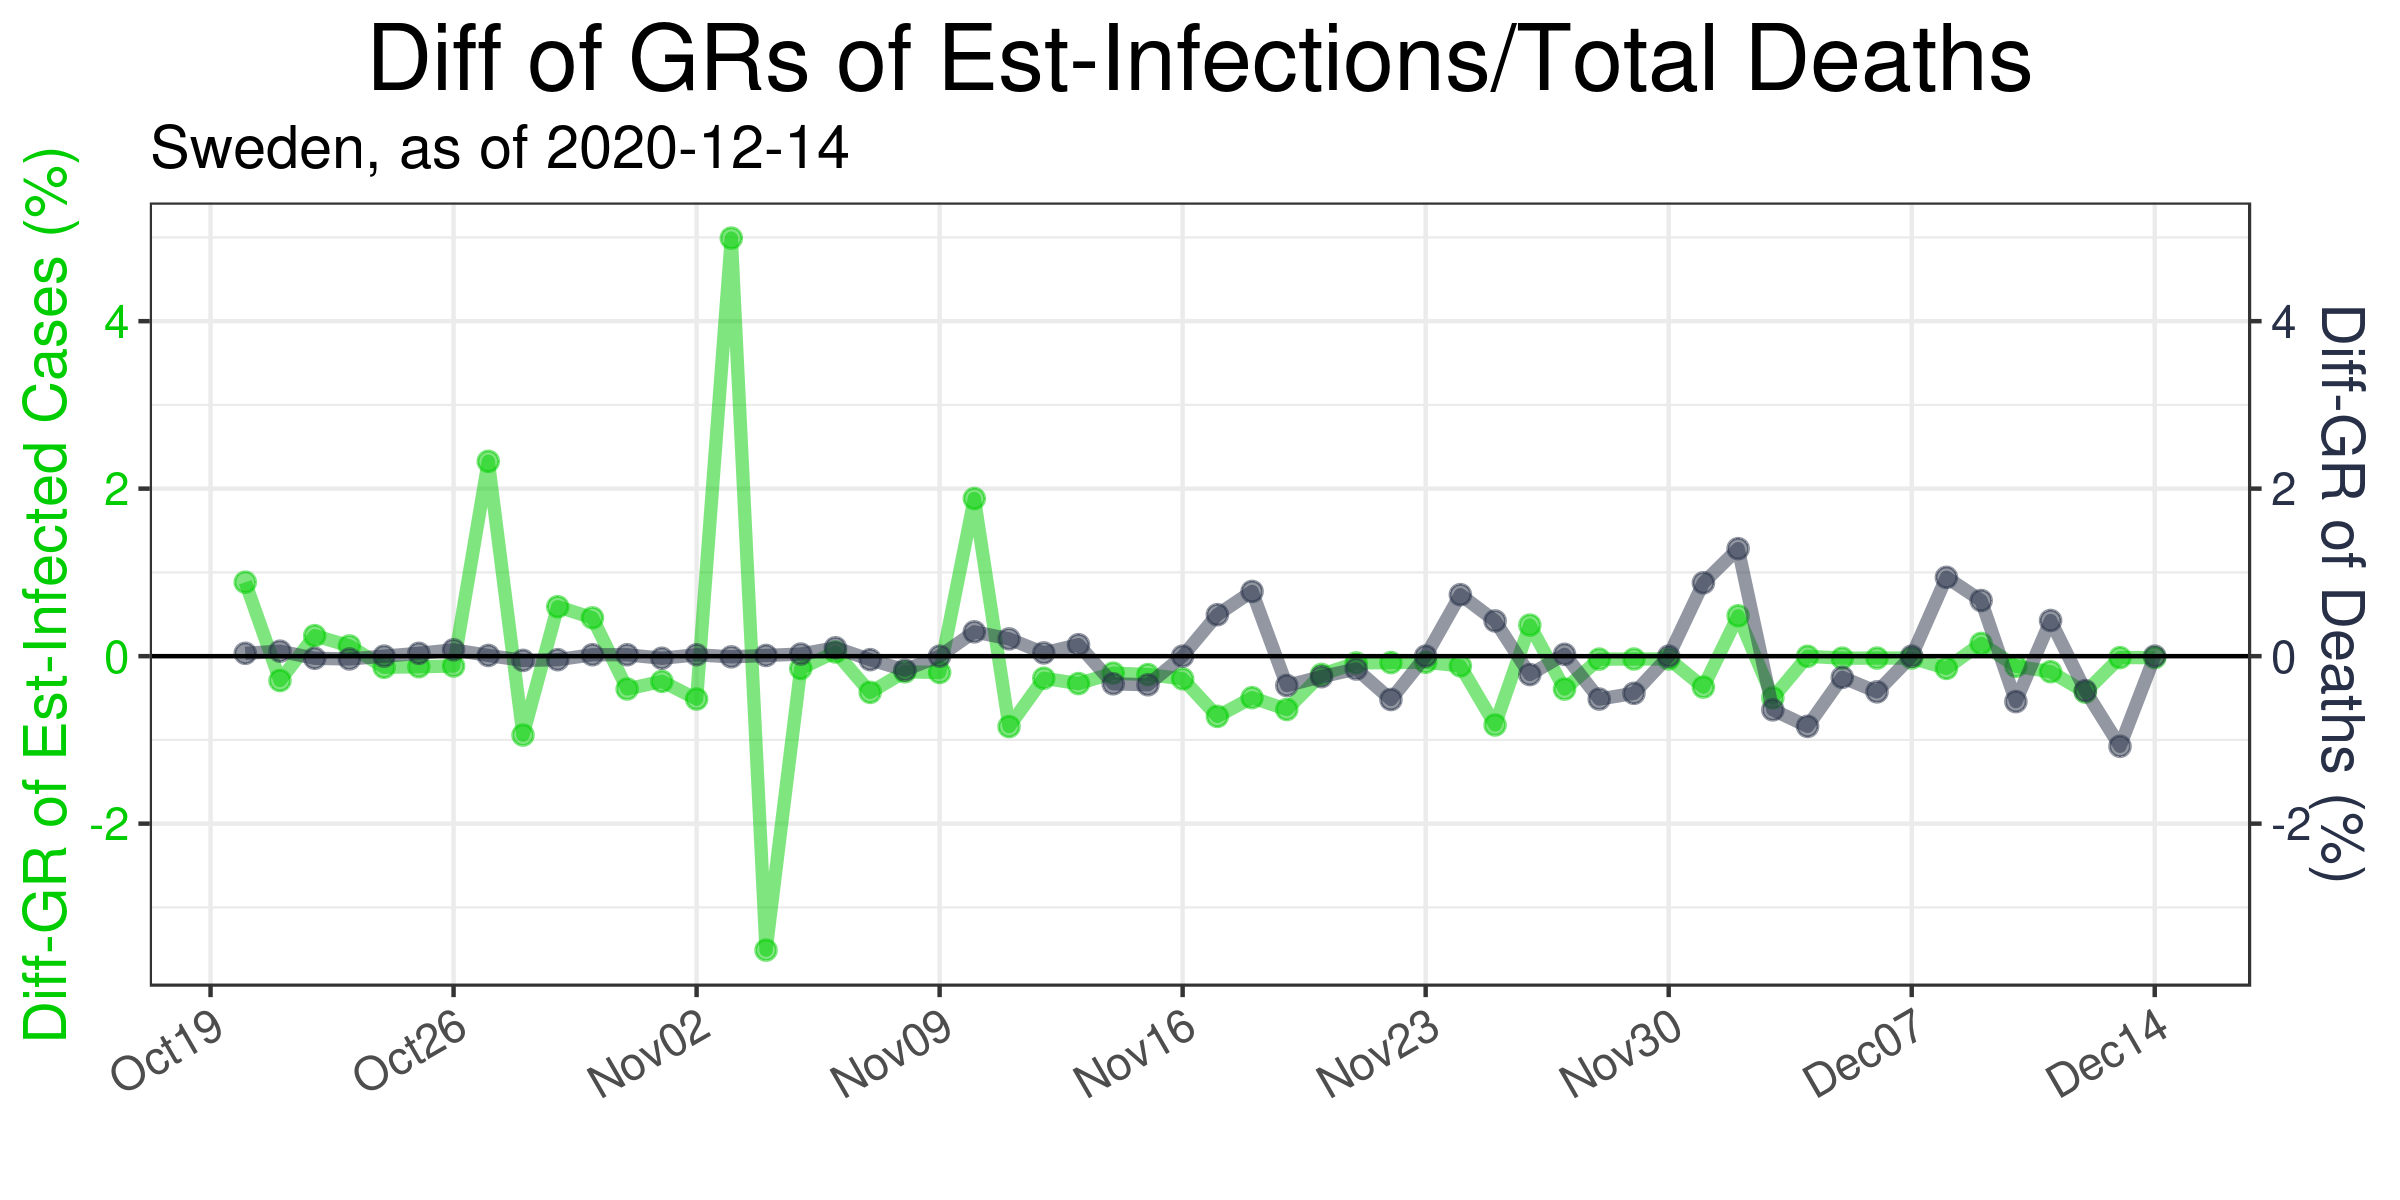 Diff of GRs of Est-Infections/Total Deaths
Sweden, as of 2020-12-14
Diff-GR of Est-Infected Cases (%)
4
2
0
-2
4
2
0
-2
Diff-GR of Deaths (%)
Oct19
Oct26
Nov02
Nov09
Nov16
Nov23
Nov30
Dec07
Dec14